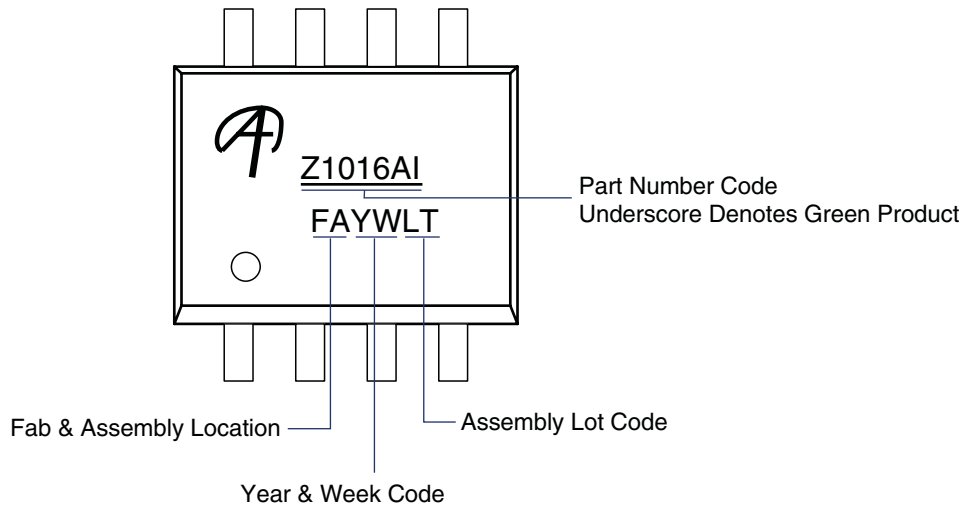 Z1016AI
Part Number Code
Underscore Denotes Green Product
FAYWLT
Fab & Assembly Location
Assembly Lot Code
Year & Week Code